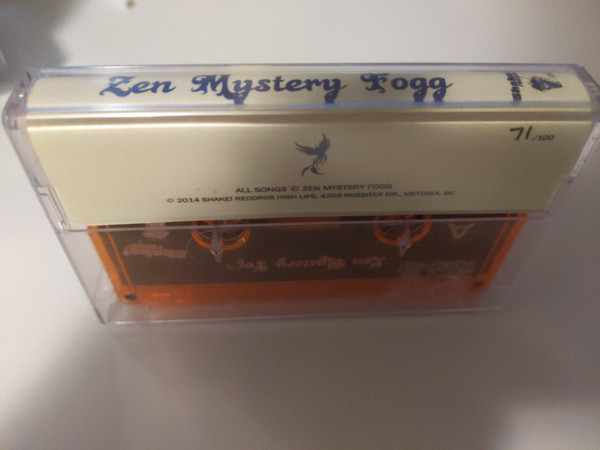 Zen Mystery Fogg
71/100
ALL SONGS © ZEN MYSTERY FOGG
© 2014 SHAKE! RECORDS HIGH LIFE, 4203 ROSSITER DR., VICTORIA, BC
Zen Mystery Fogg